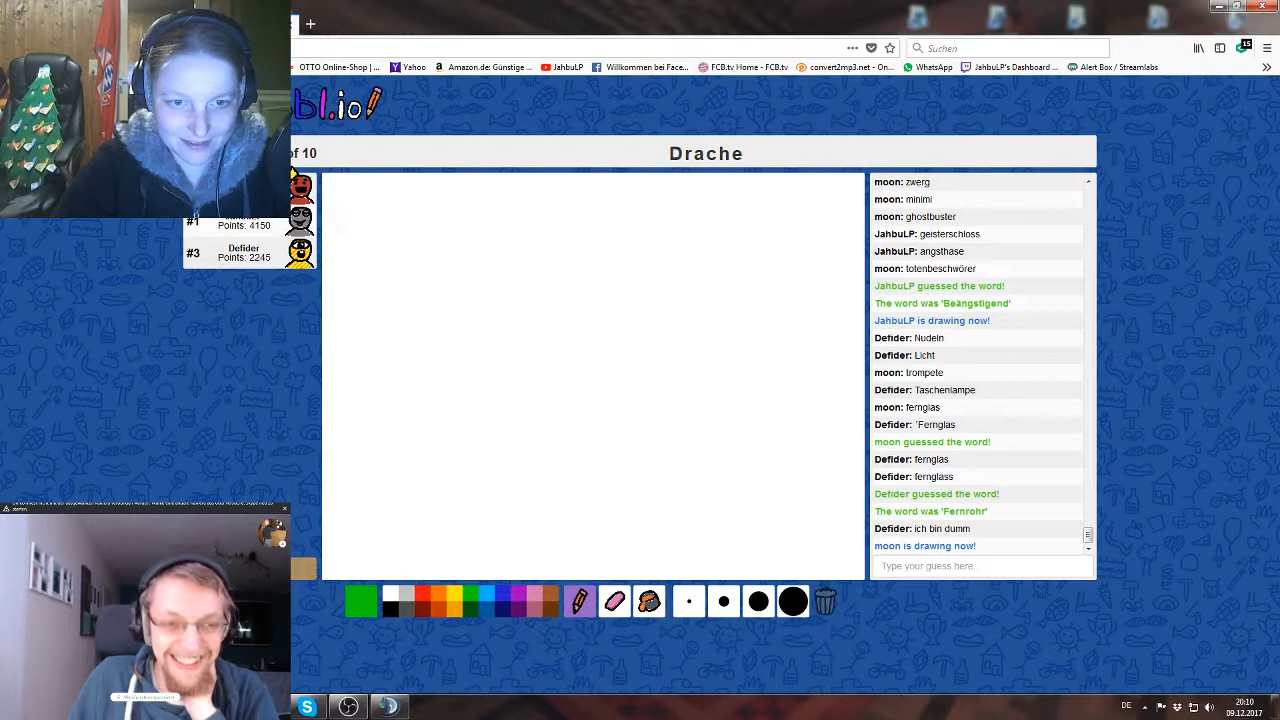 Suchen
15
OTTO Online-Shop |...
Yahoo
Amazon.de: Günstige ...
JahbuLP
Willkommen bei Face...
FCB.tv Home: FCB.tv
convert2mp3.net - On...
WhatsApp
JahbuLP's Dashboard ...
Alert Box / Streamlabs
bl.io
of 10
Drache
#1
Points: 4150
#3
Defider
Points: 2245
moon: zwerg
moon: minimi
moon: ghostbuster
JahbuLP: geisterschloss
JahbuLP: angsthase
moon: totenbeschwörer
JahbuLP guessed the word!
The word was 'Beängstigend'
JahbuLP is drawing now!
Defider: Nudeln
Defider: Licht
moon: trompete
Defider: Taschenlampe
moon: fernglas
Defider: ´Fernglas
moon guessed the word!
Defider: fernglas
Defider: fernglass
Defider guessed the word!
The word was 'Fernrohr'
Defider: ich bin dumm
moon is drawing now!
Type your guess here...
DE
20:10
09.12.2017